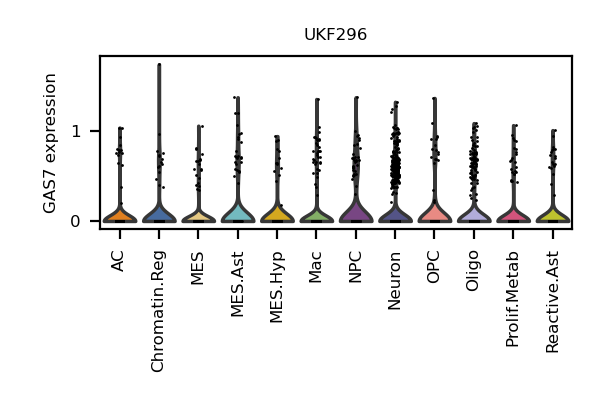 UKF296
GAS7 expression
1
0
AC
Chromatin.Reg
MES
MES.Ast
MES.Hyp
Mac
NPC
Neuron
OPC
Oligo
Prolif.Metab
Reactive.Ast